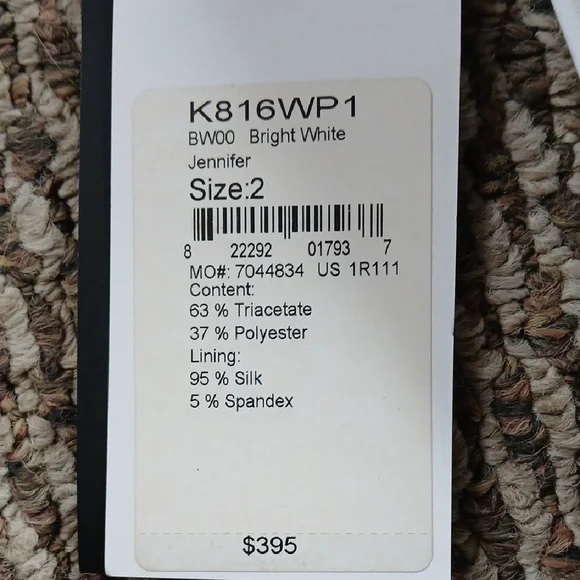 K816WP1
BW00 Bright White
Jennifer
Size:2
8 22292 01793 7
MO#: 7044834 US 1R111
Content:
63 % Triacetate
37 % Polyester
Lining:
95 % Silk
5 % Spandex
$395